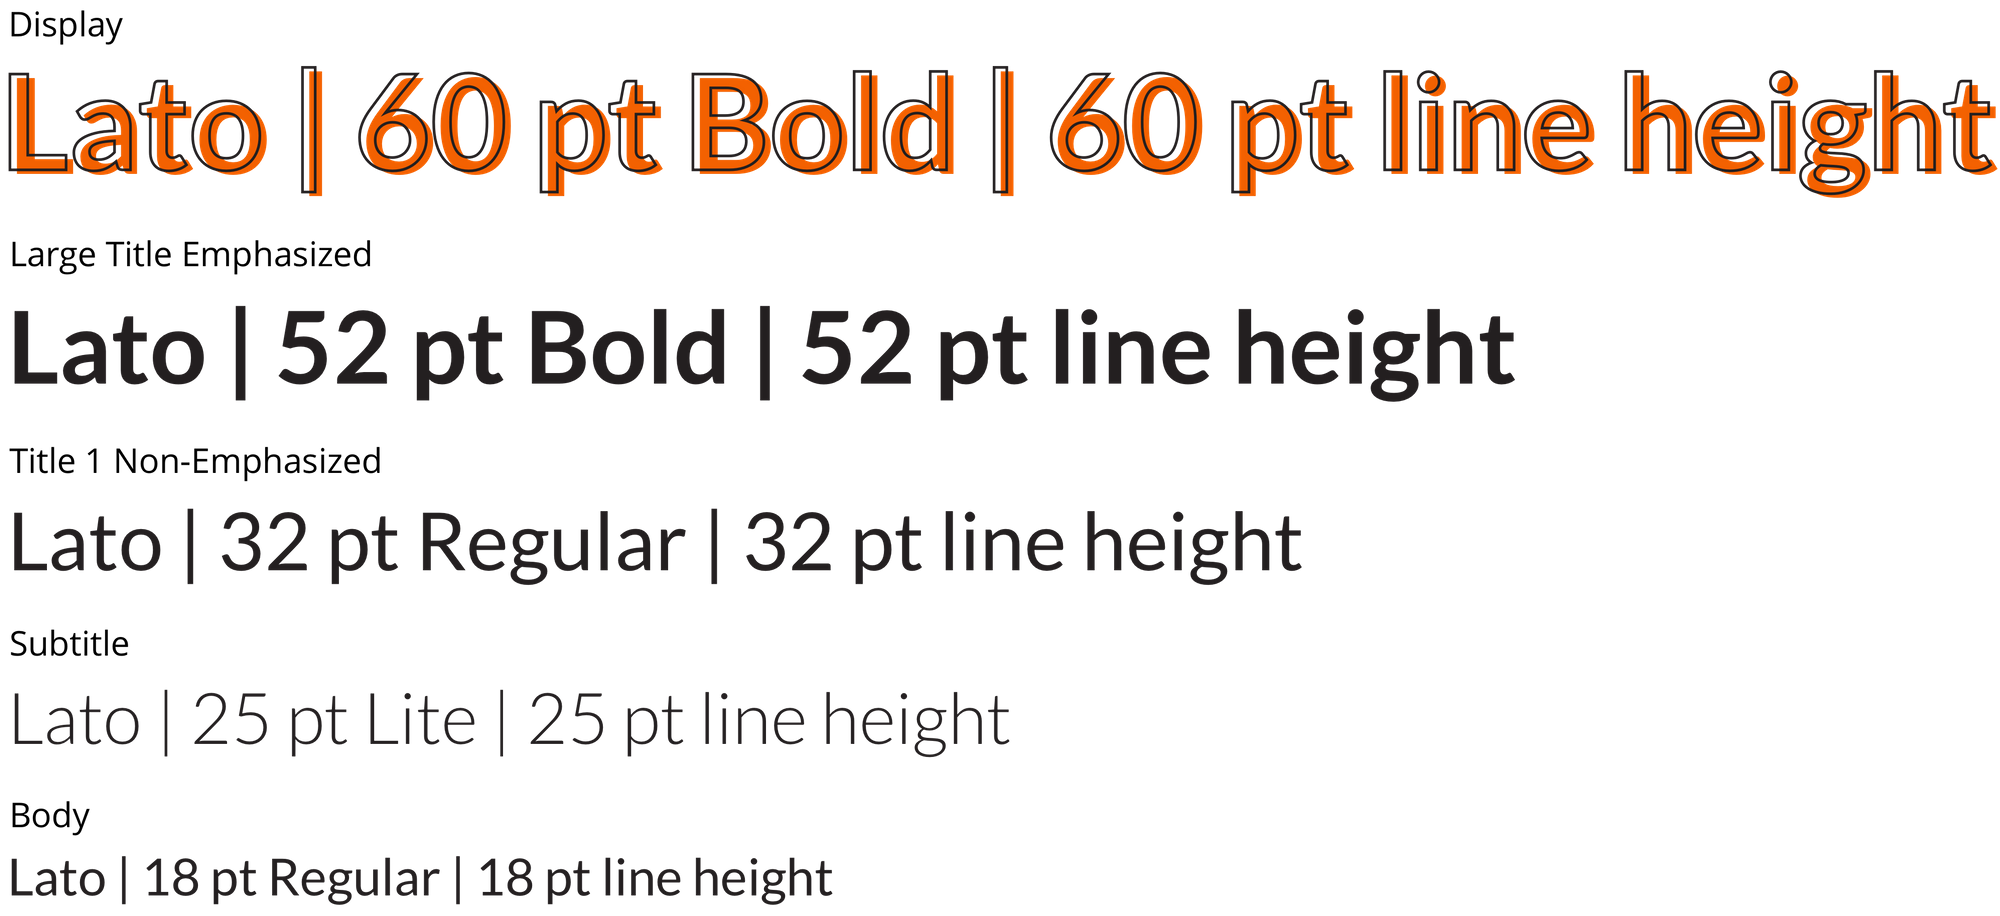 Display
Lato | 60 pt Bold | 60 pt line height
Large Title Emphasized
Lato | 52 pt Bold | 52 pt line height
Title 1 Non-Emphasized
Lato | 32 pt Regular | 32 pt line height
Subtitle
Lato | 25 pt Lite | 25 pt line height
Body
Lato | 18 pt Regular | 18 pt line height